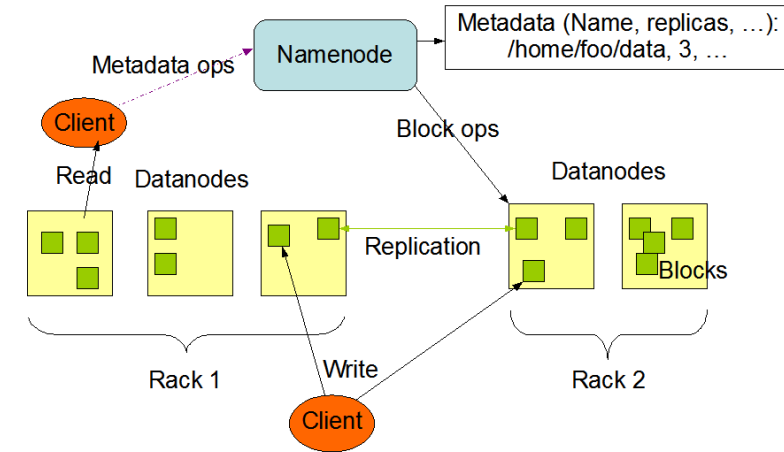 Metadata (Name, replicas, …):
/home/foo/data, 3, …
Namenode
Metadata ops
Client
Block ops
Read
Datanodes
Datanodes
Replication
Blocks
Rack 1
Write
Rack 2
Client